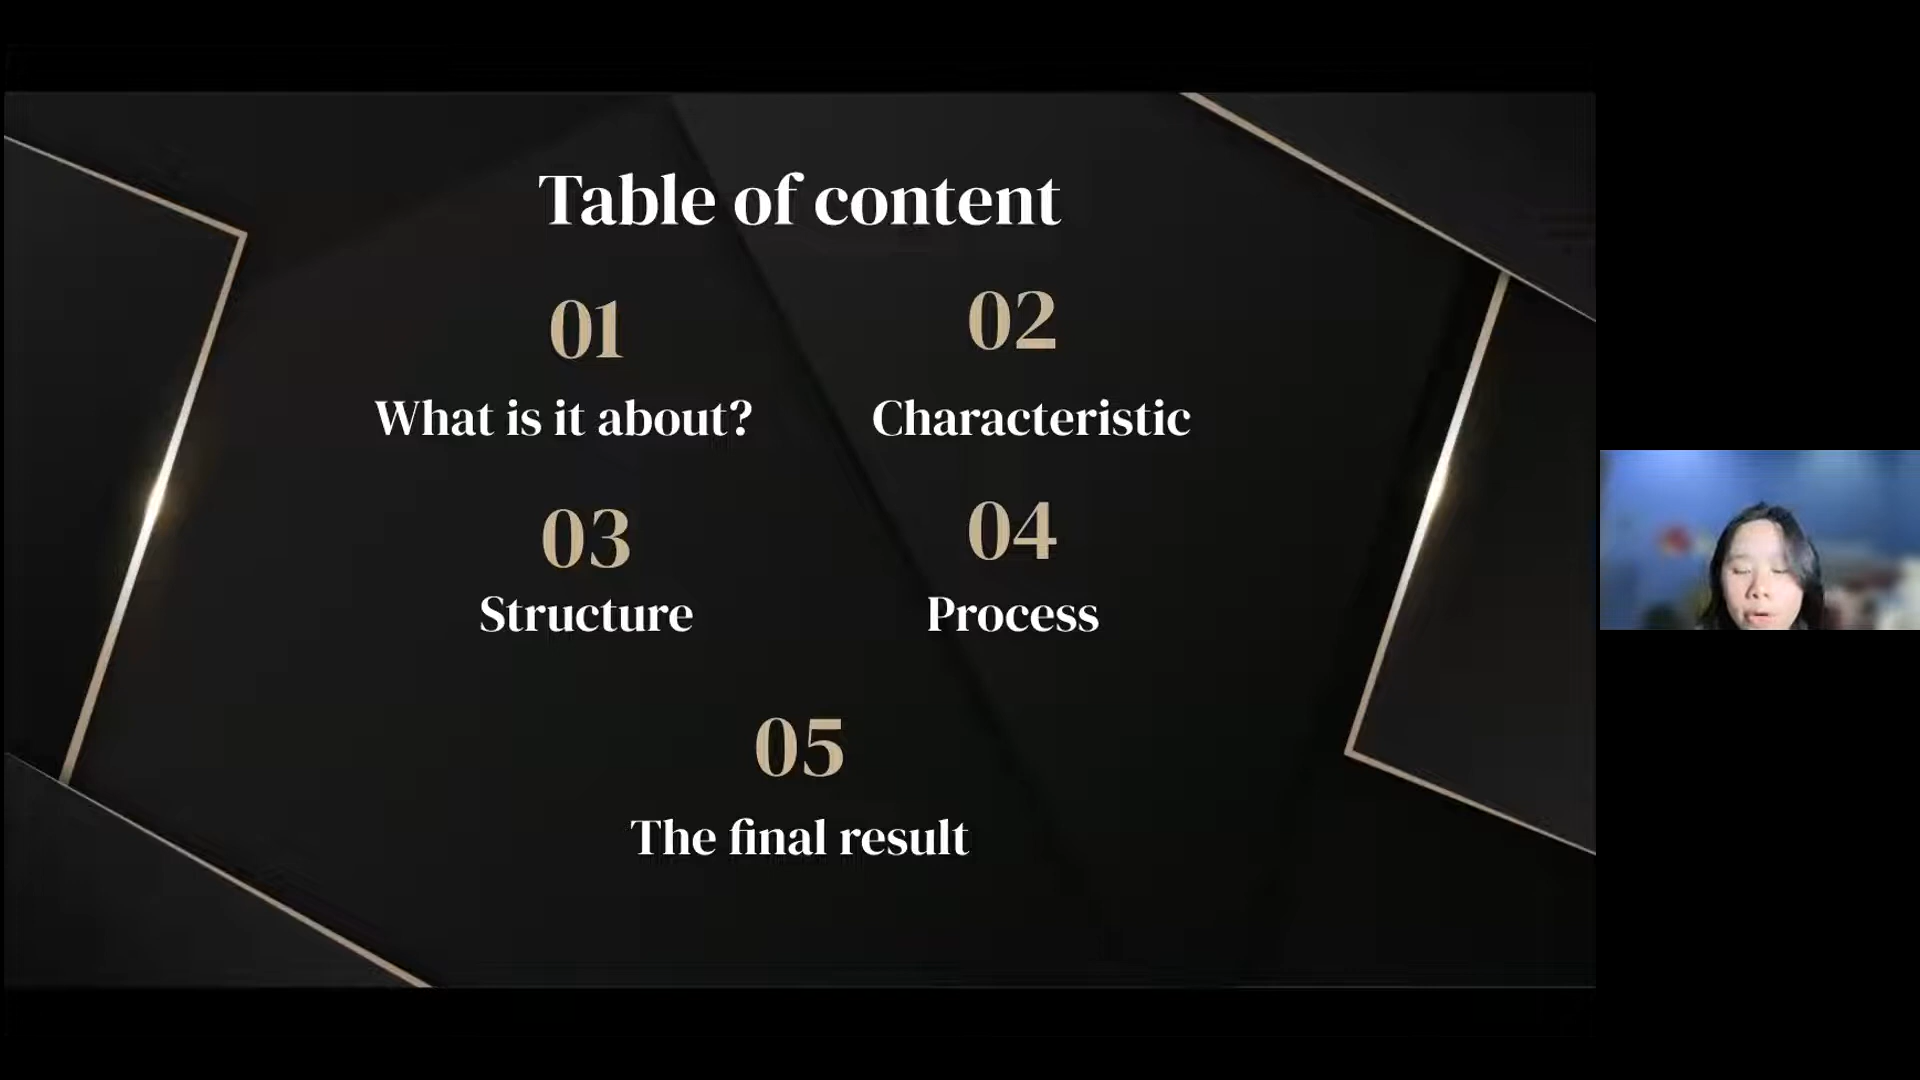 Table of content
01
What is it about?
02
Characteristic
03
Structure
04
Process
05
The final result